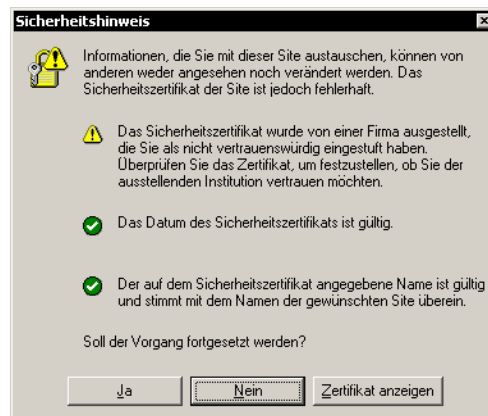 Sicherheitshinweis
Informationen, die Sie mit dieser Site austauschen, können von
anderen weder angesehen noch verändert werden. Das
Sicherheitszertifikat der Site ist jedoch fehlerhaft.
Das Sicherheitszertifikat wurde von einer Firma ausgestellt,
die Sie als nicht vertrauenswürdig eingestuft haben.
Überprüfen Sie das Zertifikat, um festzustellen, ob Sie der
ausstellenden Institution vertrauen möchten.
Das Datum des Sicherheitszertifikats ist gültig.
Der auf dem Sicherheitszertifikat angegebene Name ist gültig
und stimmt mit dem Namen der gewünschten Site überein.
Soll der Vorgang fortgesetzt werden?
Ja Nein Zertifikat anzeigen